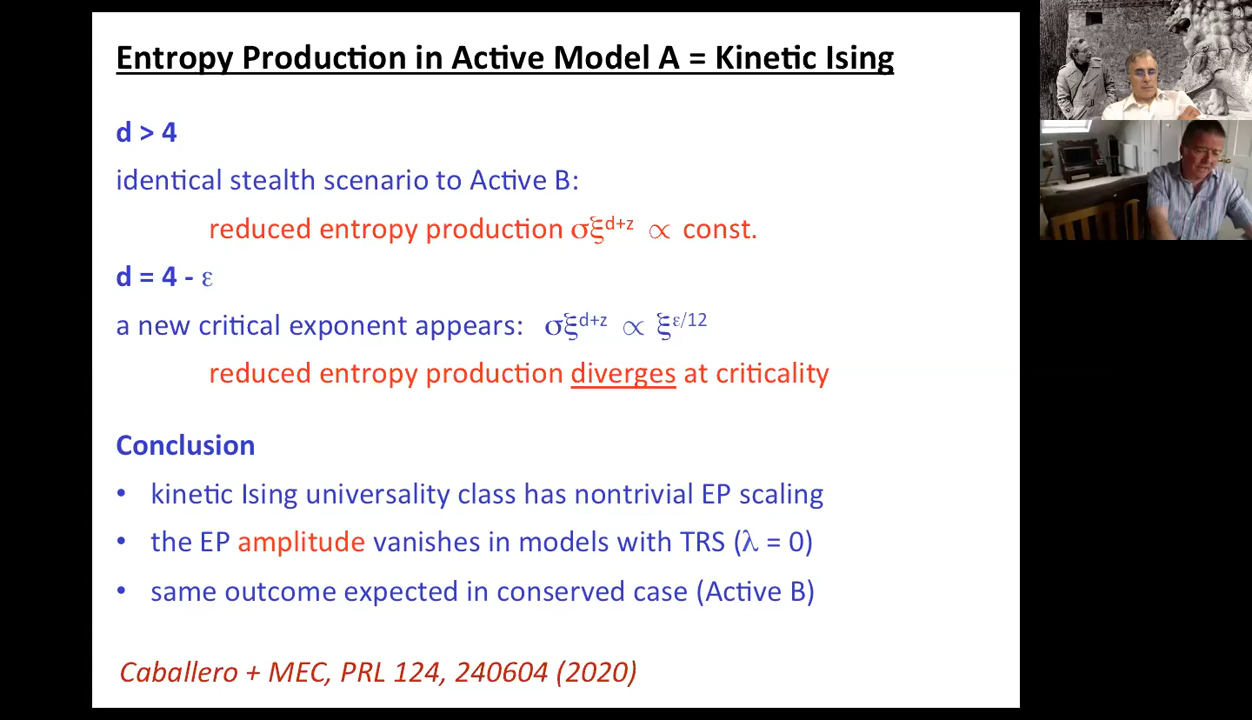 Entropy Production in Active Model A = Kinetic Ising
d > 4
identical stealth scenario to Active B:
reduced entropy production σξᵈ⁺ᶻ ∝ const.
d = 4 - ε
a new critical exponent appears: σξᵈ⁺ᶻ ∝ ξ^ε/12
reduced entropy production diverges at criticality
Conclusion
• kinetic Ising universality class has nontrivial EP scaling
• the EP amplitude vanishes in models with TRS (λ = 0)
• same outcome expected in conserved case (Active B)
Caballero + MEC, PRL 124, 240604 (2020)